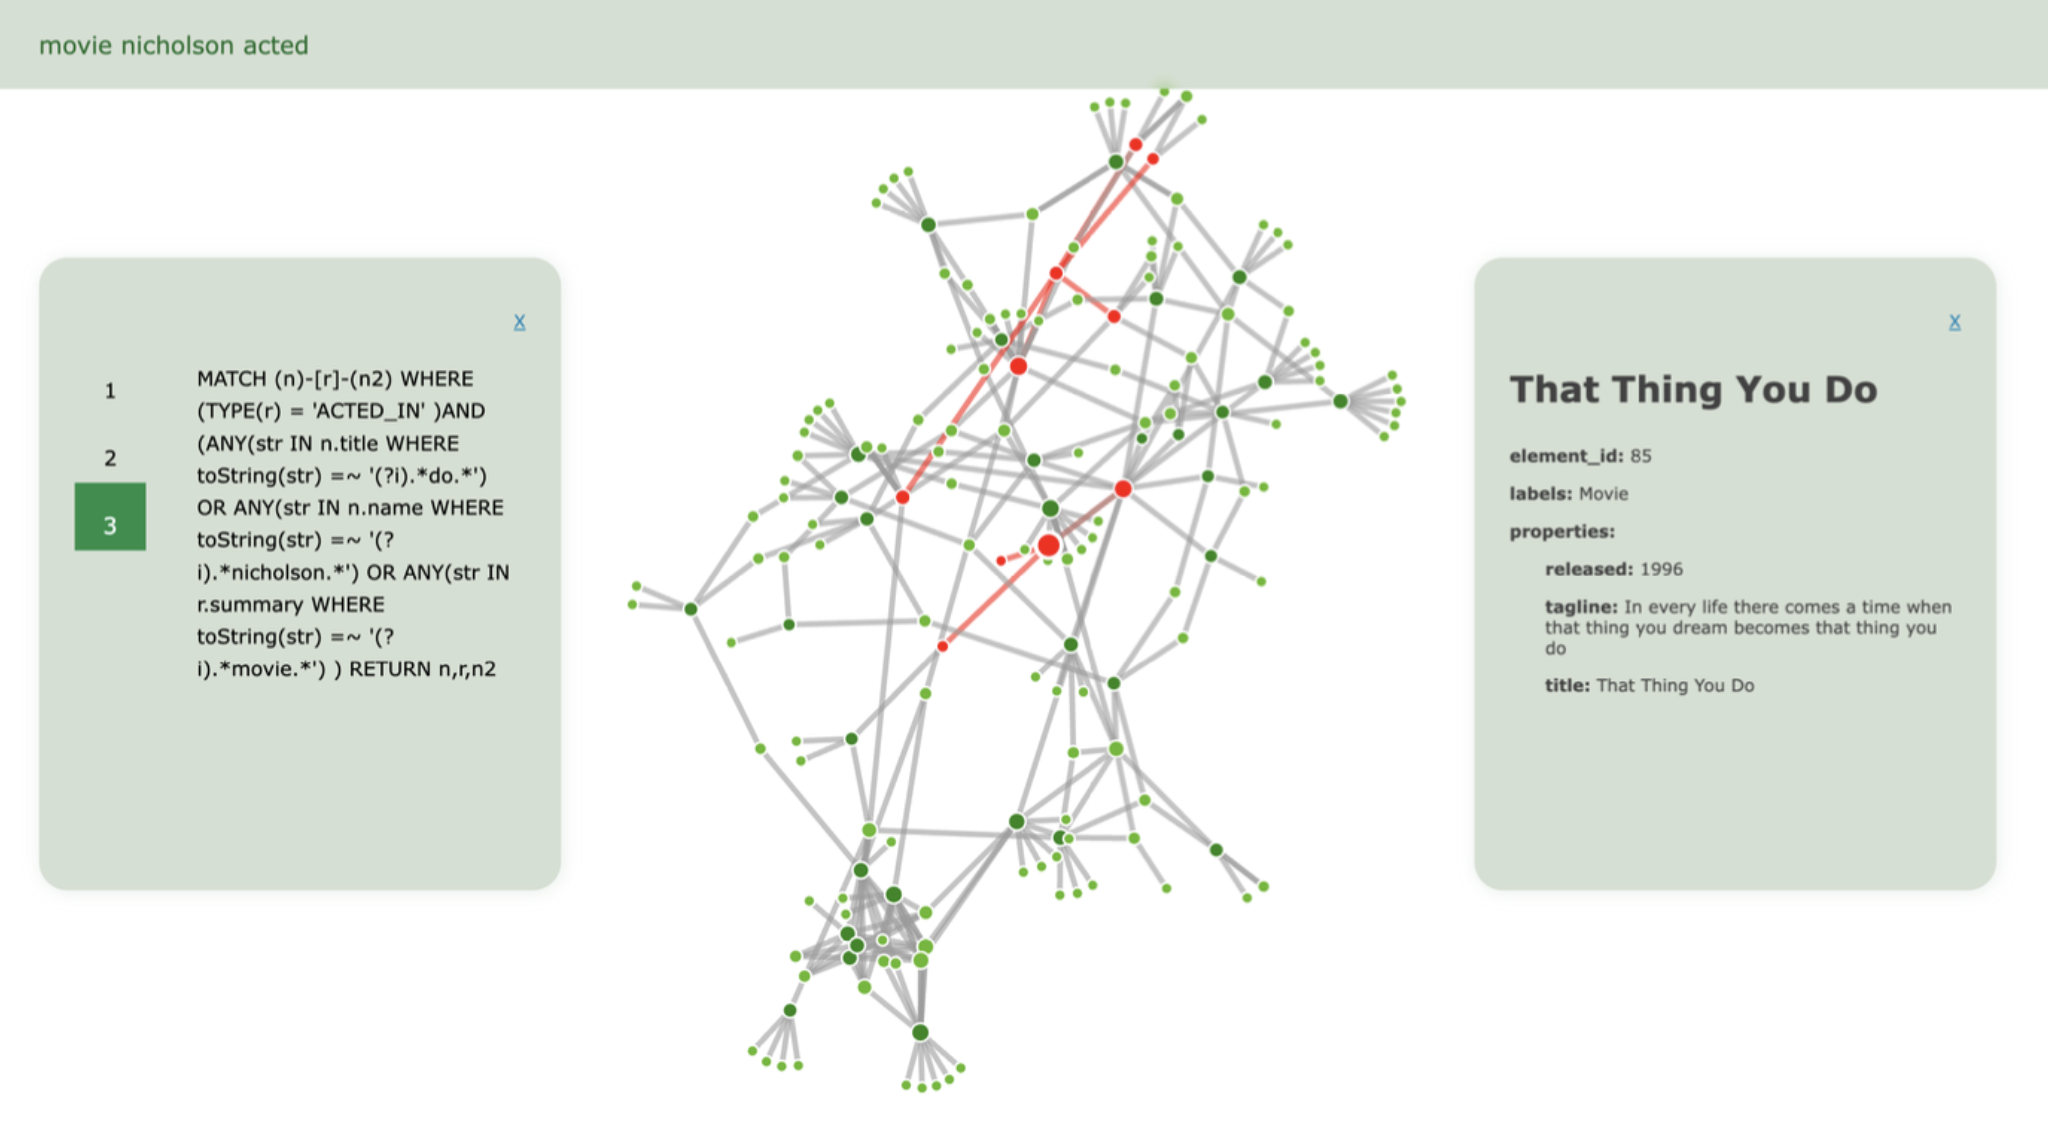 movie nicholson acted
x
1
2
3
MATCH (n)-[r]-(n2) WHERE
(TYPE(r) = 'ACTED_IN' )AND
(ANY(str IN n.title WHERE
toString(str) =~ '(?i).*do.*')
OR ANY(str IN n.name WHERE
toString(str) =~ '(?
i).*nicholson.*') OR ANY(str IN
r.summary WHERE
toString(str) =~ '(?
i).*movie.*') ) RETURN n,r,n2
x
That Thing You Do
element_id: 85
labels: Movie
properties:
released: 1996
tagline: In every life there comes a time when
that thing you dream becomes that thing you
do
title: That Thing You Do